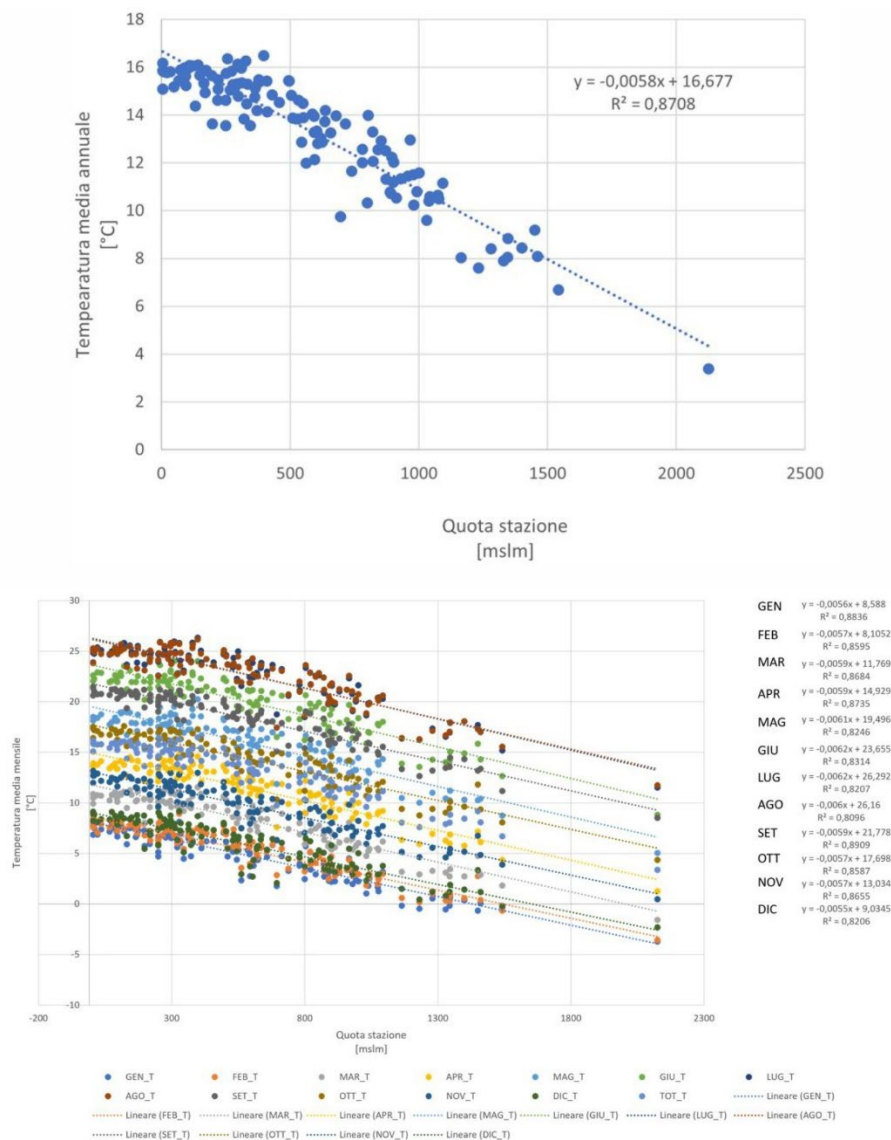 18
16
14
12
10
8
6
4
2
0
Tempearatura media annuale
[°C]
y = -0,0058x + 16,677
R² = 0,8708
0 500 1000 1500 2000 2500
Quota stazione
[mslm]
30
25
20
15
10
5
0
-5
-10
Temperatura media mensile
[°C]
-200 300 800 1300 1800 2300
Quota stazione
[mslm]
GEN y = -0,0056x + 8,588
R² = 0,8836
FEB y = -0,0057x + 8,1052
R² = 0,8595
MAR y = -0,0059x + 11,769
R² = 0,8684
APR y = -0,0059x + 14,929
R² = 0,8735
MAG y = -0,0061x + 19,496
R² = 0,8246
GIU y = -0,0062x + 23,655
R² = 0,8314
LUG y = -0,0062x + 26,292
R² = 0,8207
AGO y = -0,006x + 26,16
R² = 0,8096
SET y = -0,0059x + 21,778
R² = 0,8909
OTT y = -0,0057x + 17,698
R² = 0,8587
NOV y = -0,0057x + 13,034
R² = 0,8655
DIC y = -0,0055x + 9,0345
R² = 0,8206
GEN_T FEB_T MAR_T APR_T MAG_T GIU_T LUG_T
AGO_T SET_T OTT_T NOV_T DIC_T TOT_T Lineare (GEN_T)
Lineare (FEB_T) Lineare (MAR_T) Lineare (APR_T) Lineare (MAG_T) Lineare (GIU_T) Lineare (LUG_T) Lineare (AGO_T)
Lineare (SET_T) Lineare (OTT_T) Lineare (NOV_T) Lineare (DIC_T)